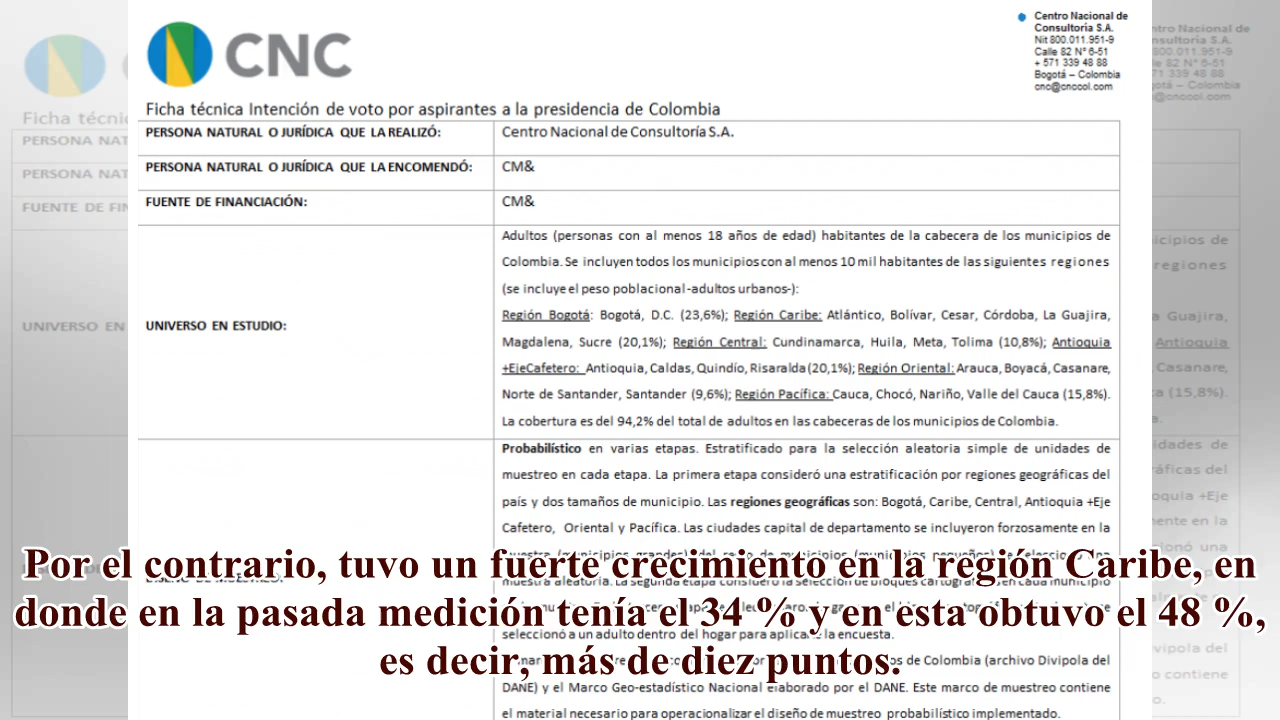 CNC
Centro Nacional de
Consultoría S.A.
Nit 800.011.951-9
Calle 82 N° 6-51
+ 571 339 48 88
Bogotá – Colombia
cnc@cnccol.com
Ficha técnica Intención de voto por aspirantes a la presidencia de Colombia
PERSONA NATURAL O JURÍDICA QUE LA REALIZÓ:
Centro Nacional de Consultoría S.A.
PERSONA NATURAL O JURÍDICA QUE LA ENCOMENDÓ:
CM&
FUENTE DE FINANCIACIÓN:
CM&
UNIVERSO EN ESTUDIO:
Adultos (personas con al menos 18 años de edad) habitantes de la cabecera de los municipios de
Colombia. Se incluyen todos los municipios con al menos 10 mil habitantes de las siguientes regiones
(se incluye el peso poblacional -adultos urbanos-):
Región Bogotá: Bogotá, D.C. (23,6%); Región Caribe: Atlántico, Bolívar, Cesar, Córdoba, La Guajira,
Magdalena, Sucre (20,1%); Región Central: Cundinamarca, Huila, Meta, Tolima (10,8%); Antioquia
+EjeCafetero: Antioquia, Caldas, Quindío, Risaralda (20,1%); Región Oriental: Arauca, Boyacá, Casanare,
Norte de Santander, Santander (9,6%); Región Pacífica: Cauca, Chocó, Nariño, Valle del Cauca (15,8%).
La cobertura es del 94,2% del total de adultos en las cabeceras de los municipios de Colombia.
Probabilístico en varias etapas. Estratificado para la selección aleatoria simple de unidades de
muestreo en cada etapa. La primera etapa consideró una estratificación por regiones geográficas del
país y dos tamaños de municipio. Las regiones geográficas son: Bogotá, Caribe, Central, Antioquia +Eje
Cafetero, Oriental y Pacífica. Las ciudades capital de departamento se incluyeron forzosamente en la
Por el contrario, tuvo un fuerte crecimiento en la región Caribe, en
donde en la pasada medición tenía el 34 % y en esta obtuvo el 48 %,
es decir, más de diez puntos.
seleccionó a un adulto dentro del hogar para aplicarle la encuesta.
de Colombia (archivo Divipola del
DANE) y el Marco Geo-estadístico Nacional elaborado por el DANE. Este marco de muestreo contiene
el material necesario para operacionalizar el diseño de muestreo probabilístico implementado.